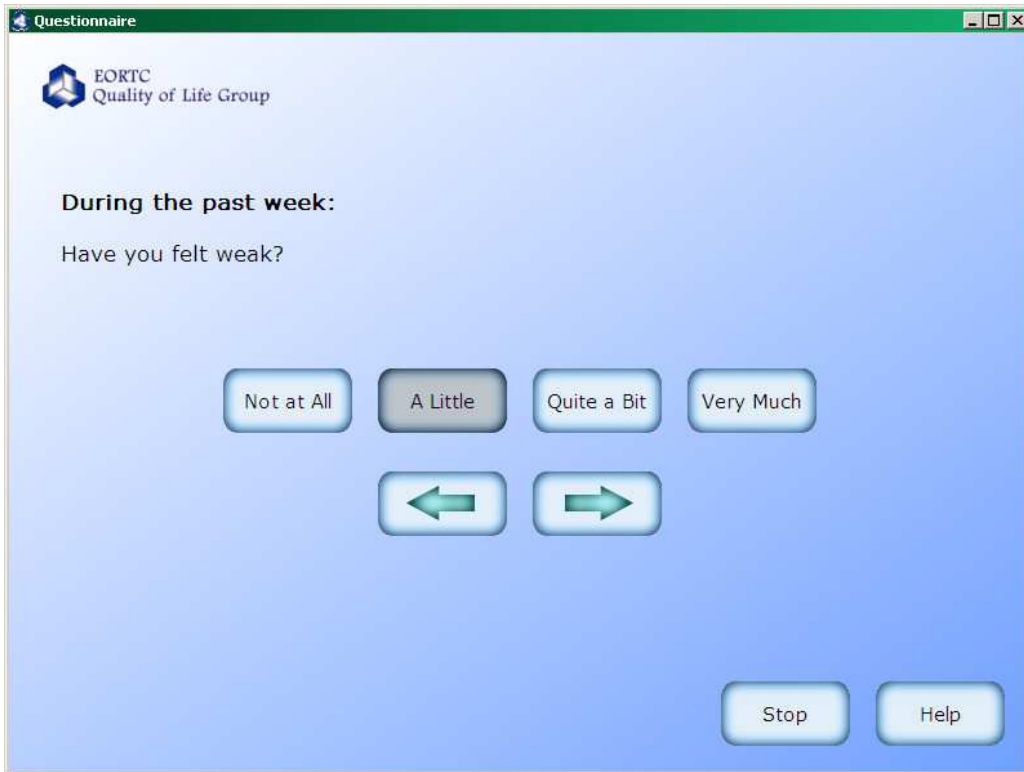 Questionnaire
EORTC
Quality of Life Group
During the past week:
Have you felt weak?
Not at All
A Little
Quite a Bit
Very Much
Stop
Help